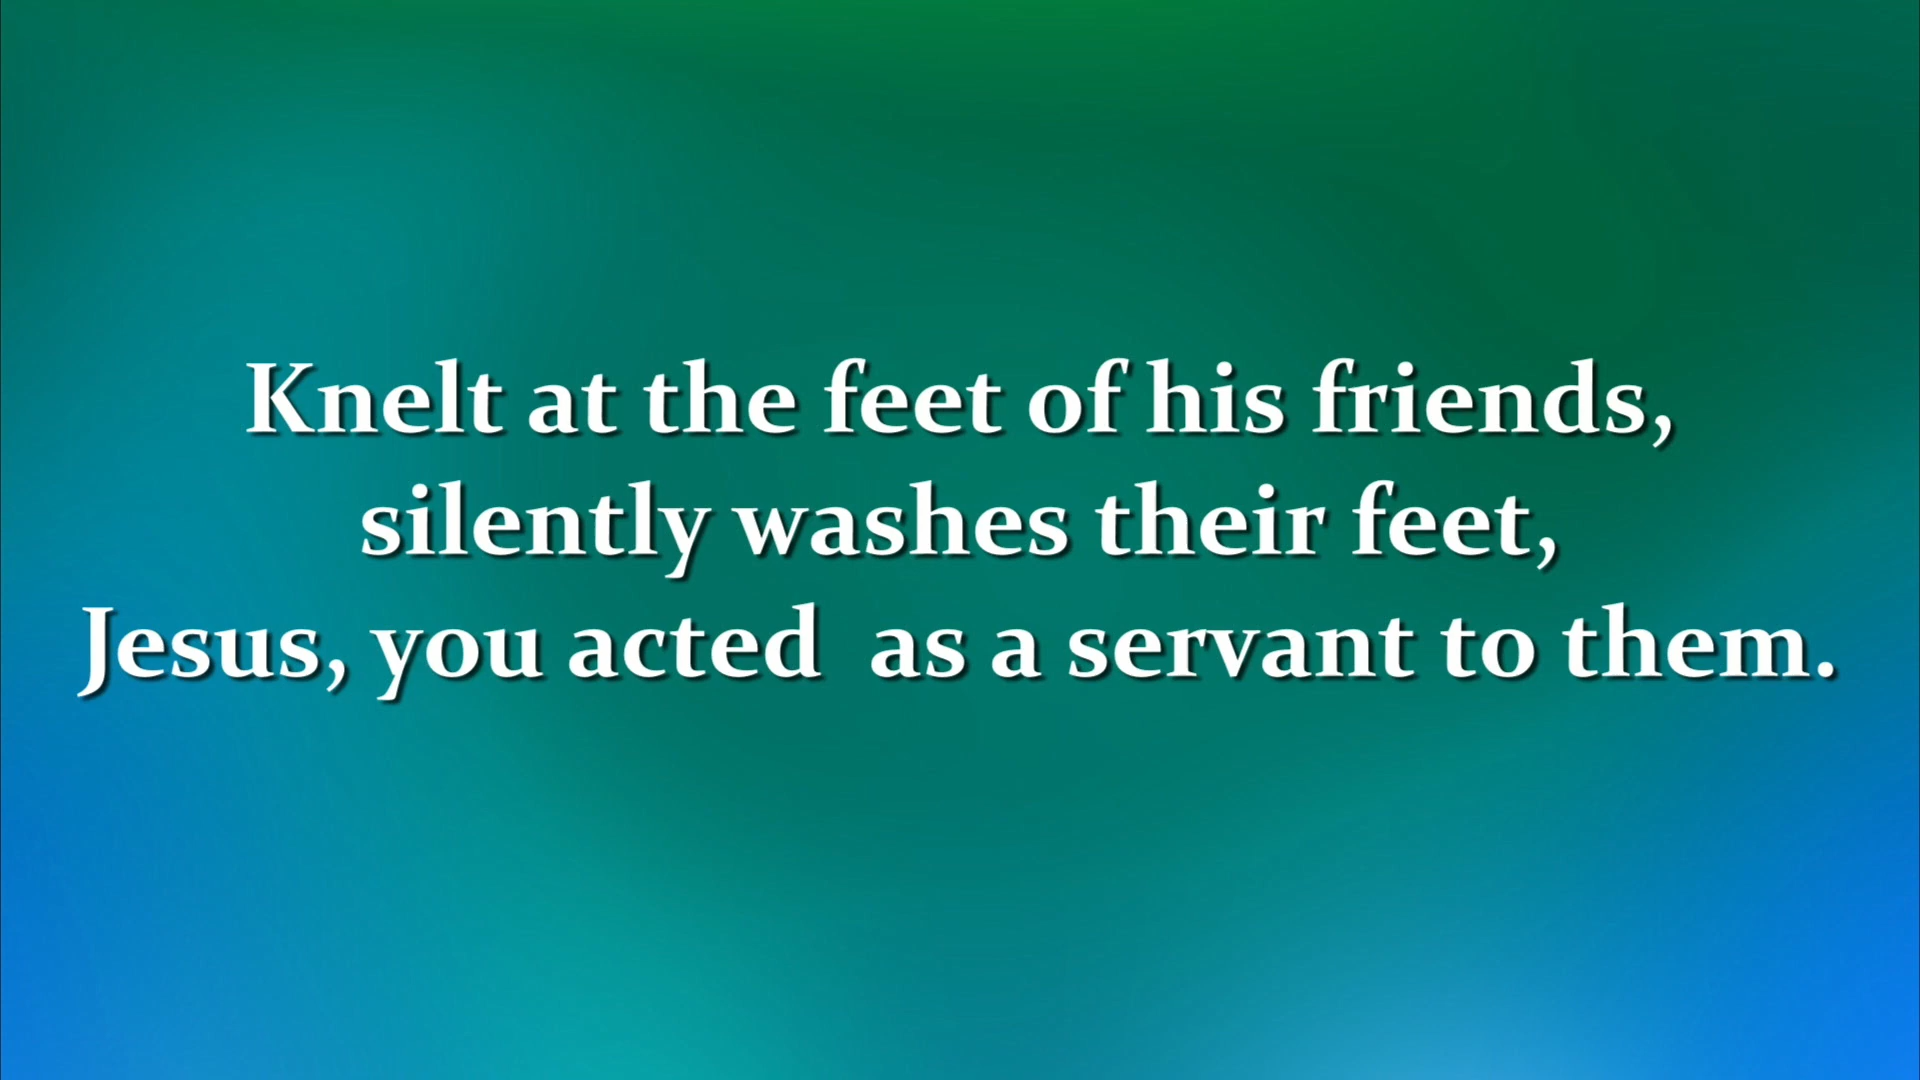 Knelt at the feet of his friends,
silently washes their feet,
Jesus, you acted  as a servant to them.